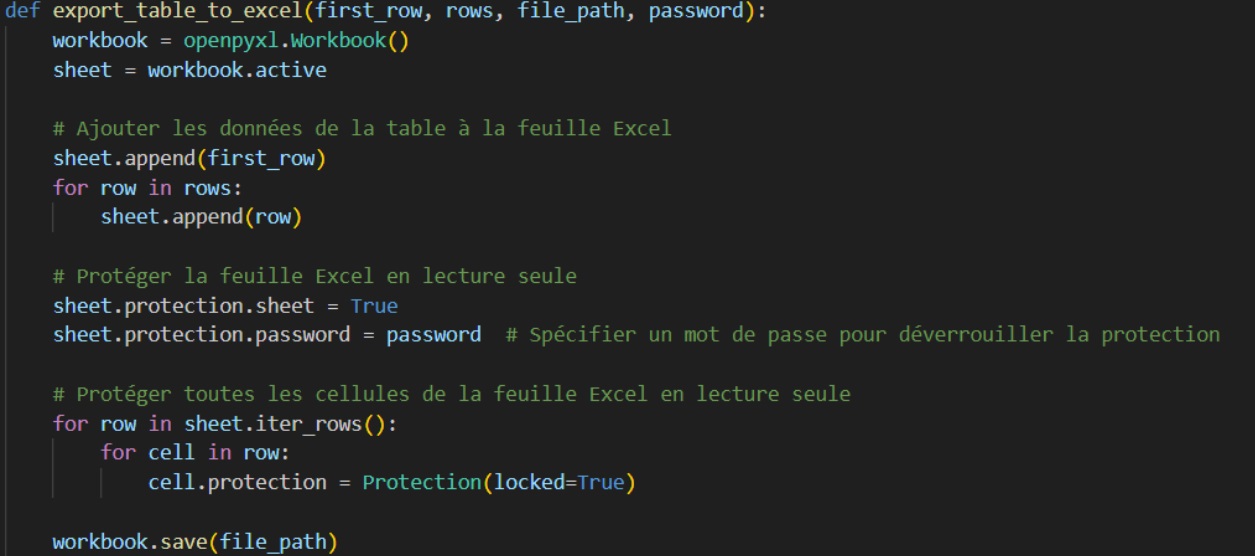 def export_table_to_excel(first_row, rows, file_path, password):
    workbook = openpyxl.Workbook()
    sheet = workbook.active
    # Ajouter les données de la table à la feuille Excel
    sheet.append(first_row)
    for row in rows:
        sheet.append(row)
    # Protéger la feuille Excel en lecture seule
    sheet.protection.sheet = True
    sheet.protection.password = password  # Spécifier un mot de passe pour déverrouiller la protection
    # Protéger toutes les cellules de la feuille Excel en lecture seule
    for row in sheet.iter_rows():
        for cell in row:
            cell.protection = Protection(locked=True)
    workbook.save(file_path)